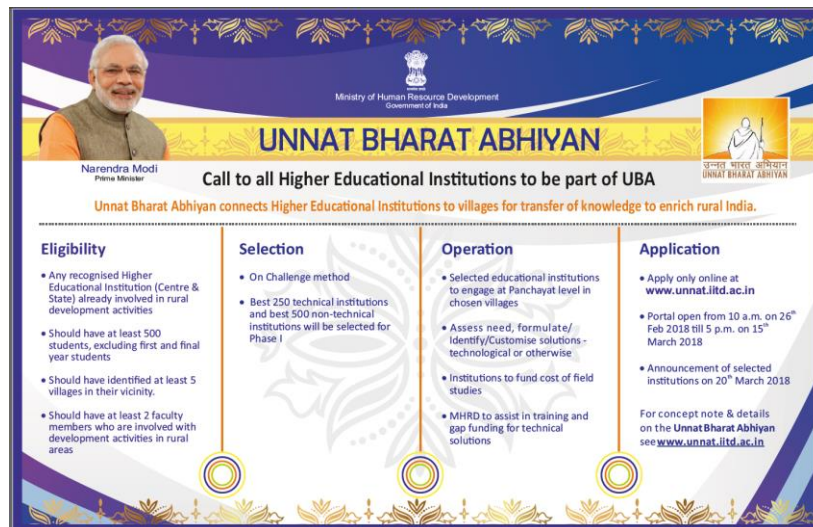 Ministry of Human Resource Development
Government of India
UNNAT BHARAT ABHIYAN
Narendra Modi
Prime Minister
उन्नत भारत अभियान
UNNAT BHARAT ABHIYAN
Call to all Higher Educational Institutions to be part of UBA
Unnat Bharat Abhiyan connects Higher Educational Institutions to villages for transfer of knowledge to enrich rural India.
Eligibility
• Any recognised Higher
Educational Institution (Centre &
State) already involved in rural
development activities
• Should have at least 500
students, excluding first and final
year students
• Should have identified at least 5
villages in their vicinity.
• Should have at least 2 faculty
members who are involved with
development activities in rural
areas
Selection
• On Challenge method
• Best 250 technical institutions
and best 500 non-technical
institutions will be selected for
Phase I
Operation
• Selected educational institutions
to engage at Panchayat level in
chosen villages
• Assess need, formulate/
Identify/Customise solutions -
technological or otherwise
• Institutions to fund cost of field
studies
• MHRD to assist in training and
gap funding for technical
solutions
Application
• Apply only online at
www.unnat.iitd.ac.in
• Portal open from 10 a.m. on 26th
Feb 2018 till 5 p.m. on 15th
March 2018
• Announcement of selected
institutions on 20th March 2018
For concept note & details
on the Unnat Bharat Abhiyan
see www.unnat.iitd.ac.in